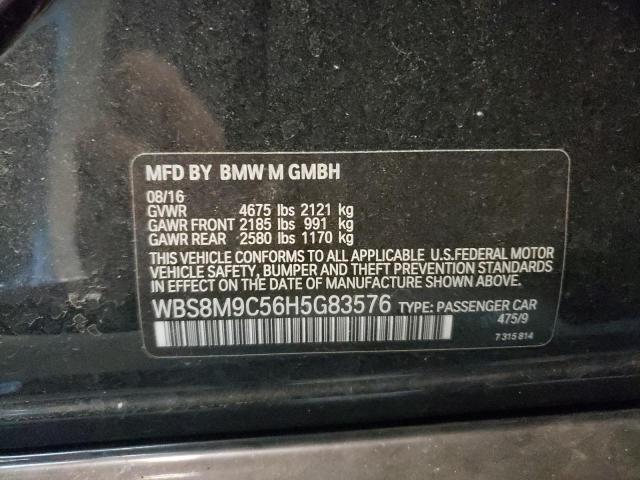 MFD BY BMW M GMBH
08/16
GVWR 4675 lbs 2121 kg
GAWR FRONT 2185 lbs 991 kg
GAWR REAR 2580 lbs 1170 kg
THIS VEHICLE CONFORMS TO ALL APPLICABLE U.S.FEDERAL MOTOR
VEHICLE SAFETY, BUMPER AND THEFT PREVENTION STANDARDS
IN EFFECT ON DATE OF MANUFACTURE SHOWN ABOVE.
WBS8M9C56H5G83576 TYPE: PASSENGER CAR
475/9
7 315 814